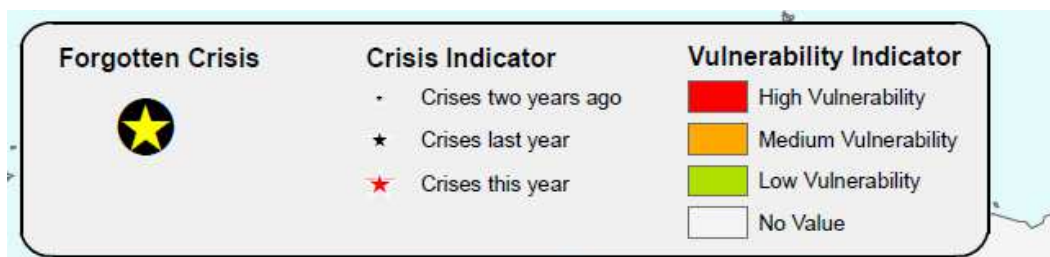 Forgotten Crisis
Crisis Indicator
Crises two years ago
Crises last year
Crises this year
Vulnerability Indicator
High Vulnerability
Medium Vulnerability
Low Vulnerability
No Value